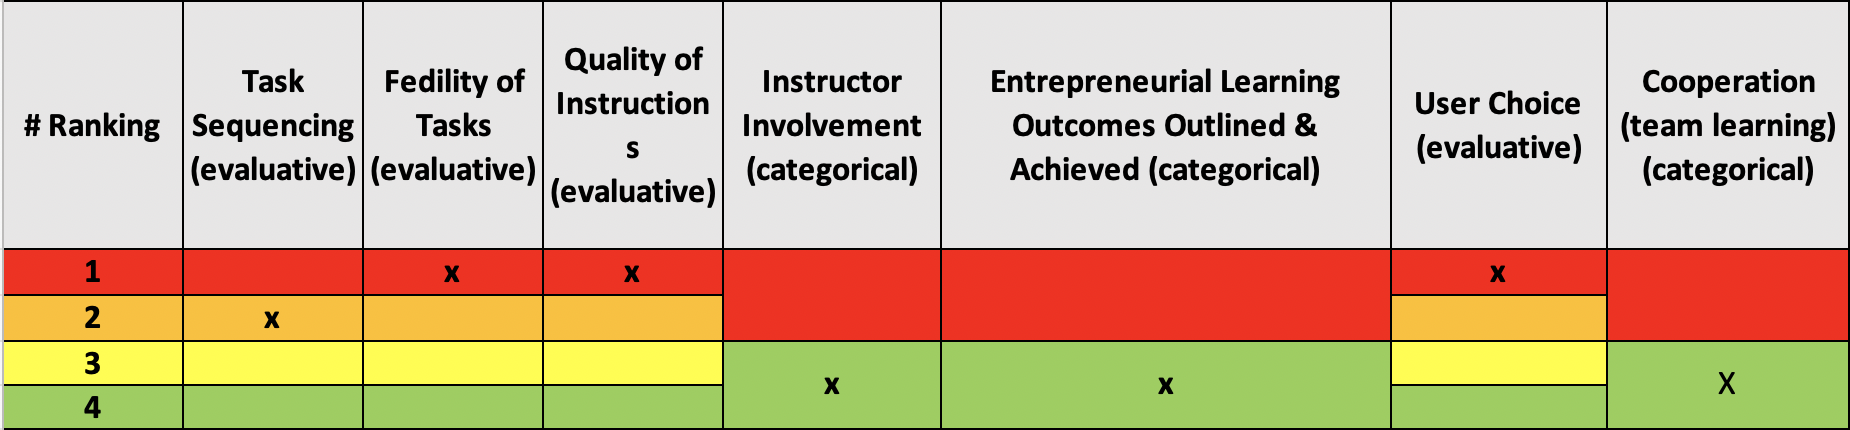 # Ranking
Task
Sequencing
(evaluative)
Fedility of
Tasks
(evaluative)
Quality of
Instruction
s
(evaluative)
Instructor
Involvement
(categorical)
Entrepreneurial Learning
Outcomes Outlined &
Achieved (categorical)
User Choice
(evaluative)
Cooperation
(team learning)
(categorical)
1 x x x
2 x
3
4
x x X